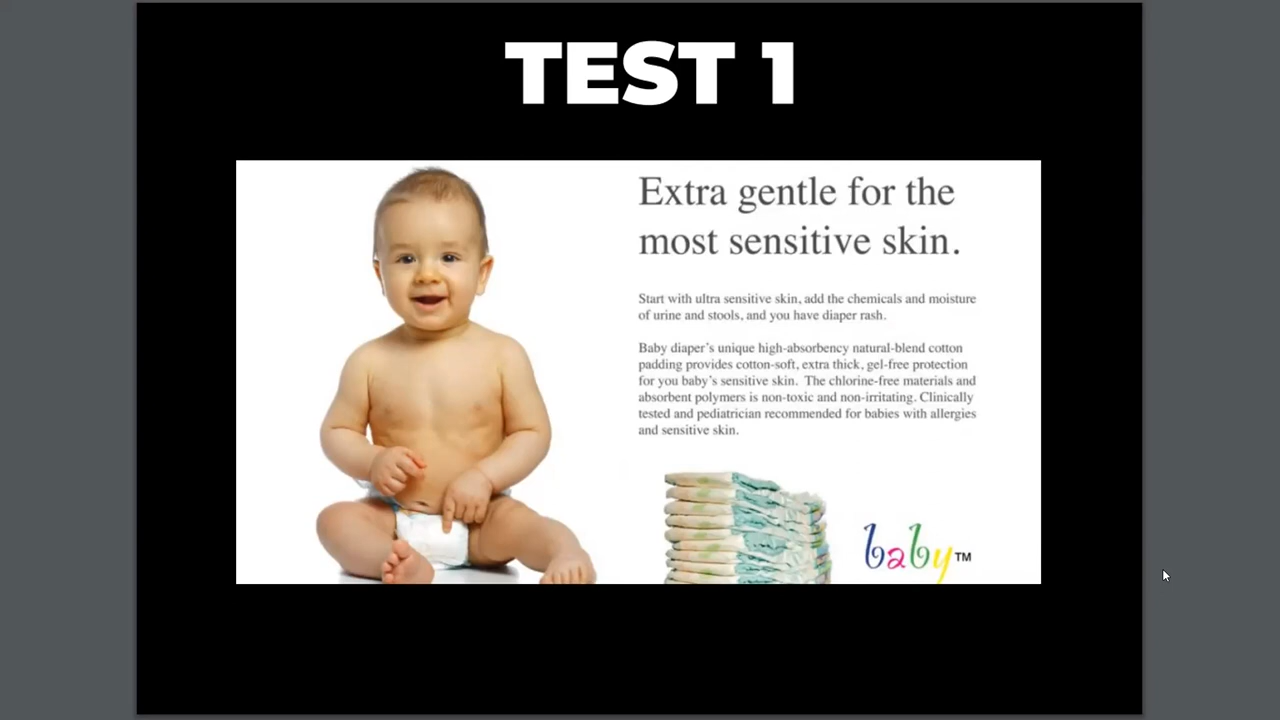 TEST 1
Extra gentle for the
most sensitive skin.
Start with ultra sensitive skin, add the chemicals and moisture
of urine and stools, and you have diaper rash.
Baby diaper's unique high-absorbency natural-blend cotton
padding provides cotton-soft, extra thick, gel-free protection
for you baby's sensitive skin. The chlorine-free materials and
absorbent polymers is non-toxic and non-irritating. Clinically
tested and pediatrician recommended for babies with allergies
and sensitive skin.
baby™